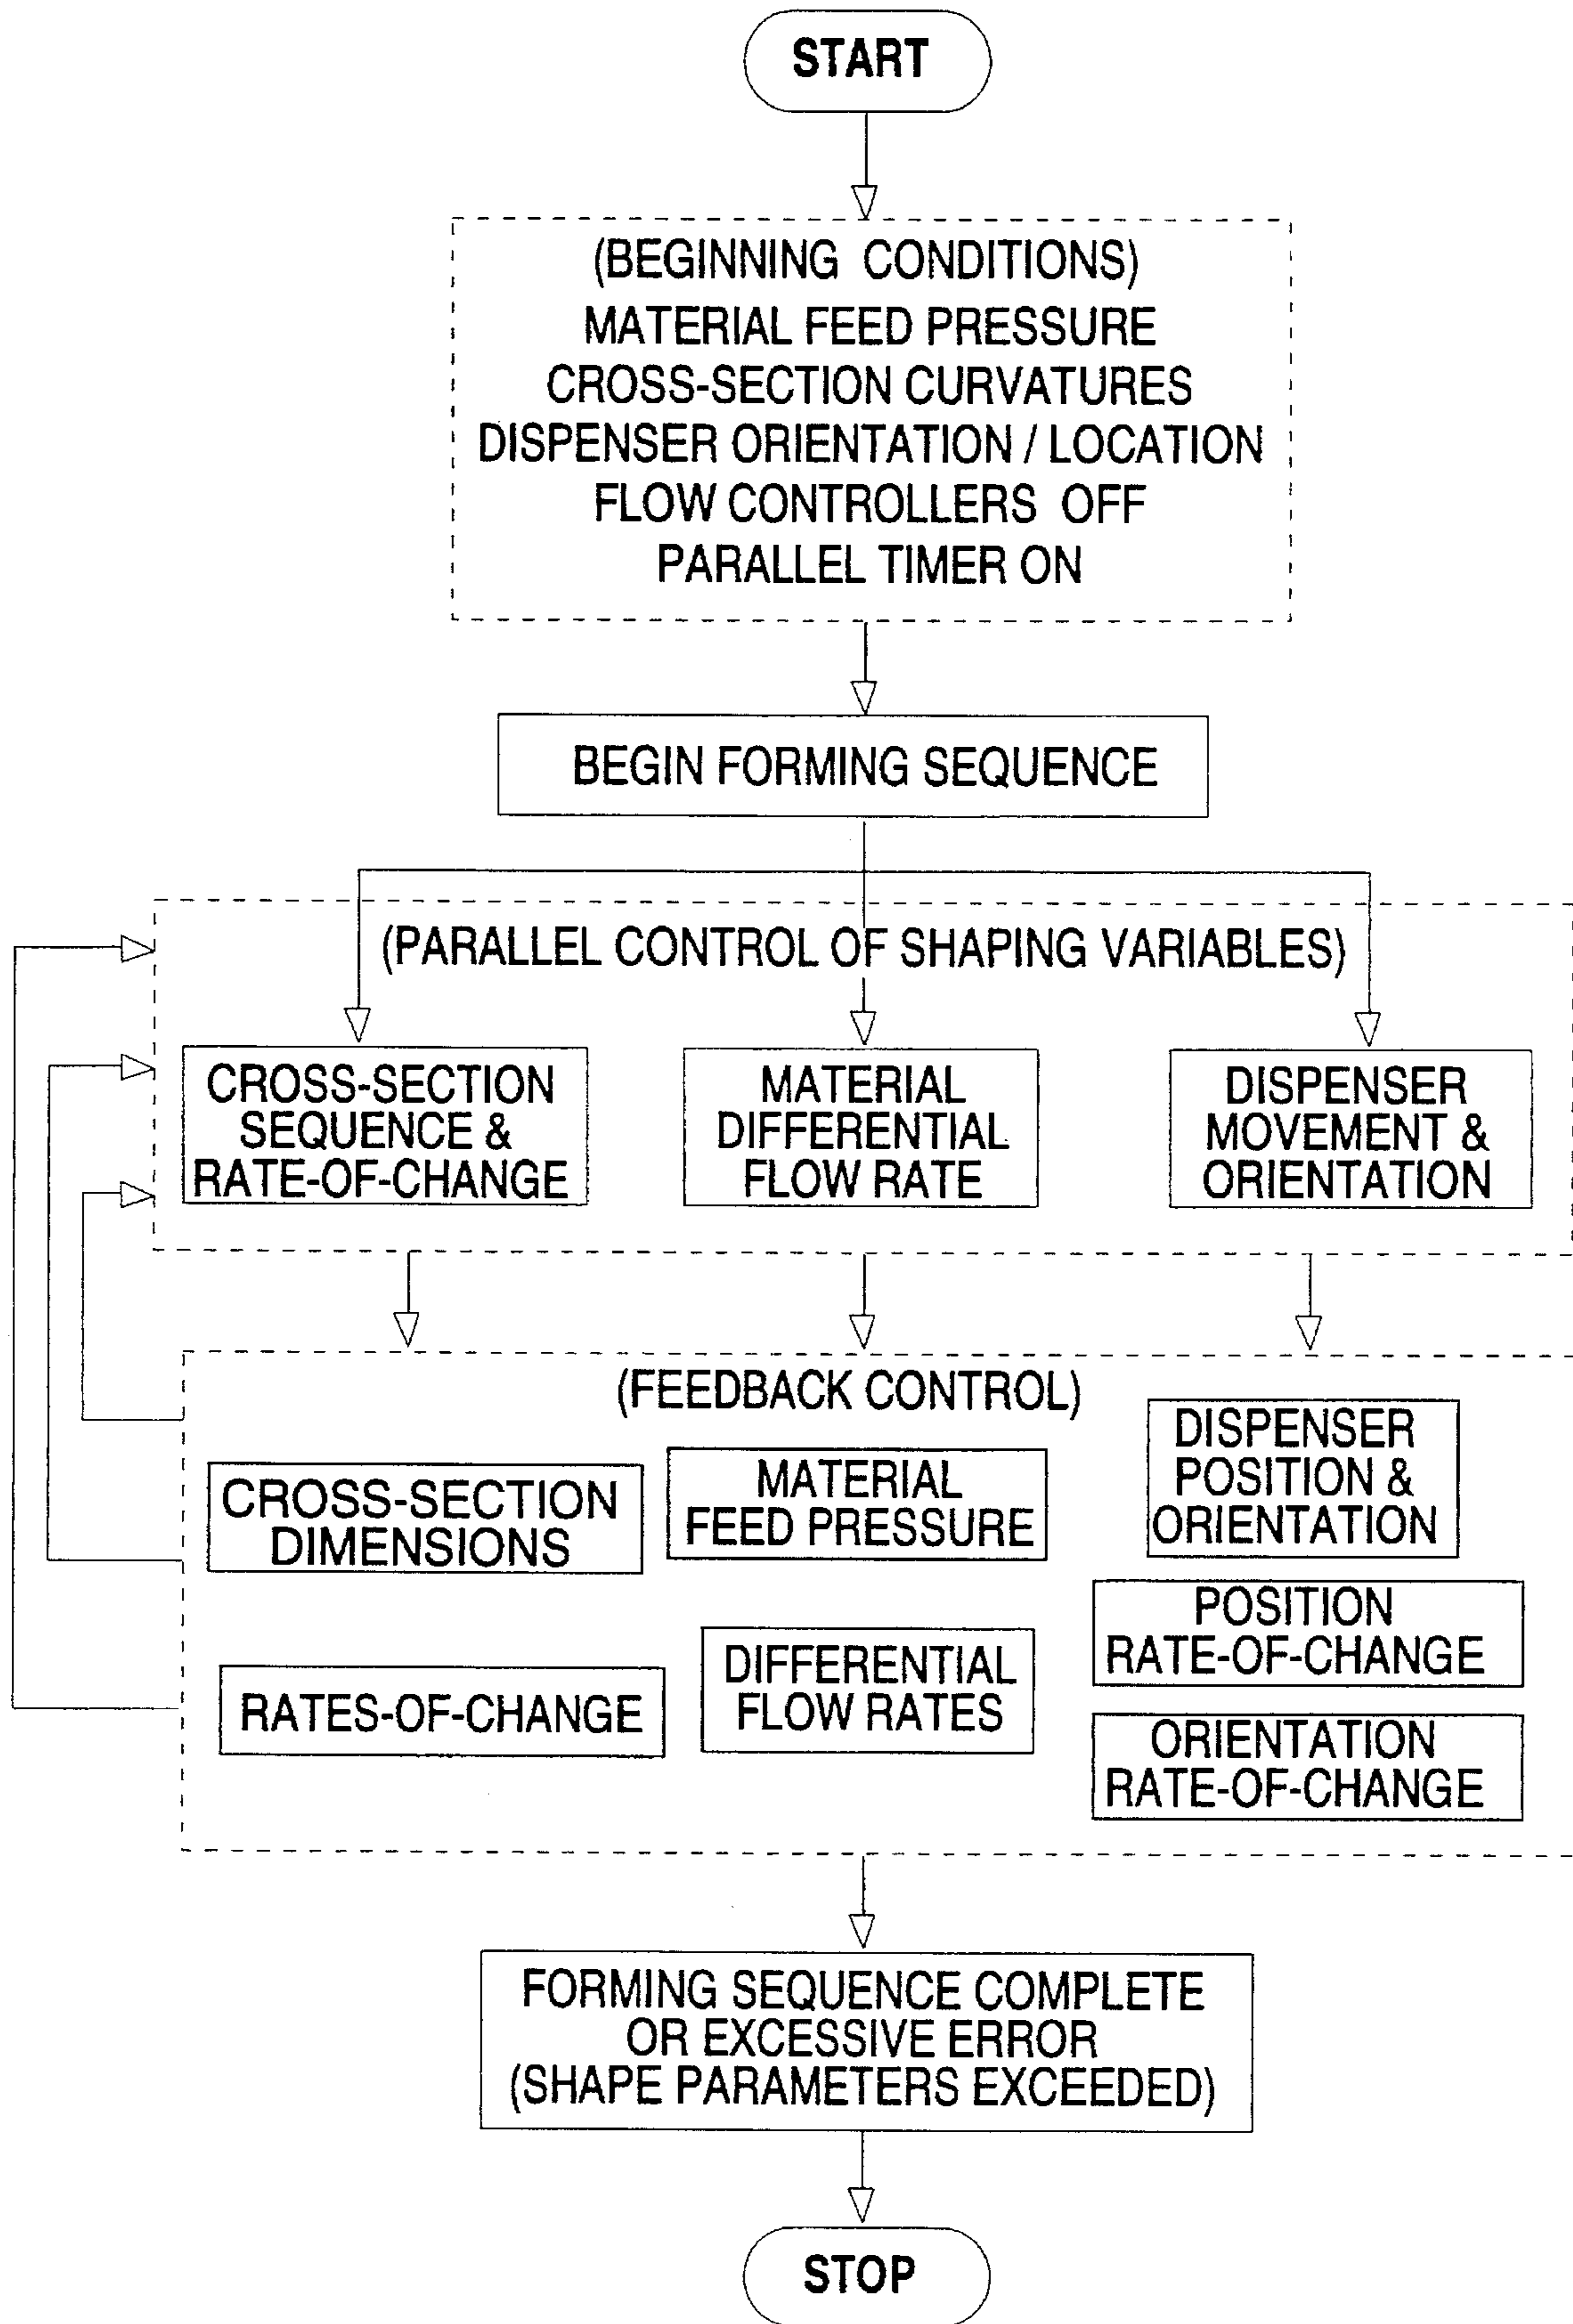 START
(BEGINNING CONDITIONS)
MATERIAL FEED PRESSURE
CROSS-SECTION CURVATURES
DISPENSER ORIENTATION / LOCATION
FLOW CONTROLLERS OFF
PARALLEL TIMER ON
BEGIN FORMING SEQUENCE
(PARALLEL CONTROL OF SHAPING VARIABLES)
CROSS-SECTION
SEQUENCE &
RATE-OF-CHANGE
MATERIAL
DIFFERENTIAL
FLOW RATE
DISPENSER
MOVEMENT &
ORIENTATION
(FEEDBACK CONTROL)
CROSS-SECTION
DIMENSIONS
MATERIAL
FEED PRESSURE
DISPENSER
POSITION &
ORIENTATION
POSITION
RATE-OF-CHANGE
RATES-OF-CHANGE
DIFFERENTIAL
FLOW RATES
ORIENTATION
RATE-OF-CHANGE
FORMING SEQUENCE COMPLETE
OR EXCESSIVE ERROR
(SHAPE PARAMETERS EXCEEDED)
STOP